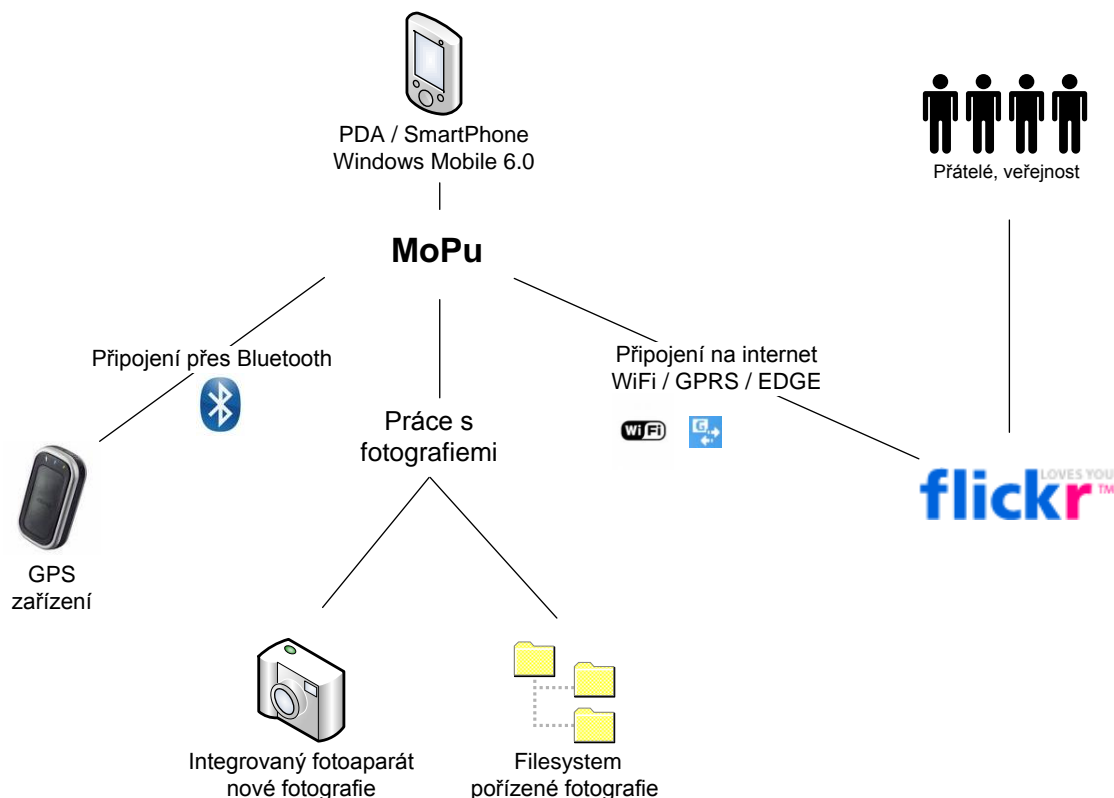 PDA / SmartPhone
Windows Mobile 6.0
Přátelé, veřejnost
MoPu
Připojení přes Bluetooth
Připojení na internet
WiFi / GPRS / EDGE
Práce s
fotografiemi
WiFi
G
LOVES YOU
flickr TM
GPS
zařízení
Integrovaný fotoaparát
nové fotografie
Filesystem
pořízené fotografie